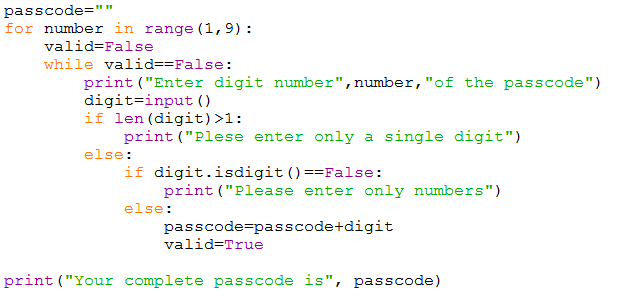 passcode=""
for number in range(1,9):
    valid=False
    while valid==False:
        print("Enter digit number",number,"of the passcode")
        digit=input()
        if len(digit)>1:
            print("Plese enter only a single digit")
        else:
            if digit.isdigit()==False:
                print("Please enter only numbers")
            else:
                passcode=passcode+digit
                valid=True

print("Your complete passcode is", passcode)